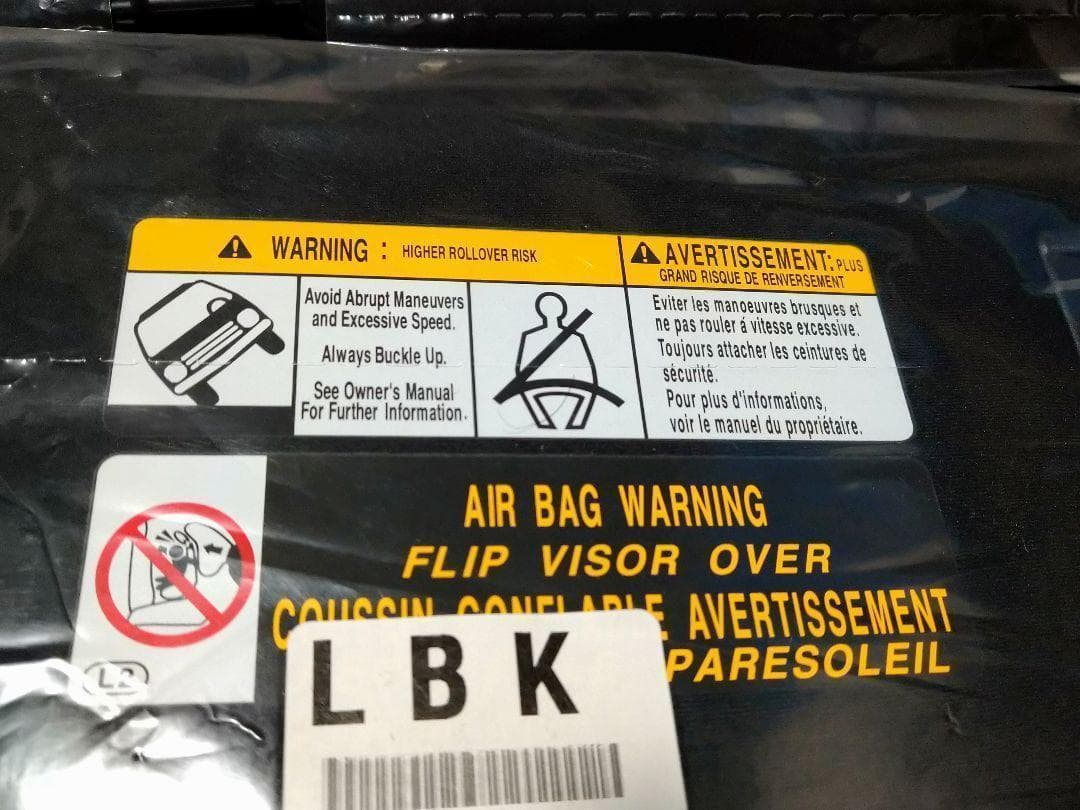 WARNING : HIGHER ROLLOVER RISK
Avoid Abrupt Maneuvers
and Excessive Speed.
Always Buckle Up.
See Owner's Manual
For Further Information.
AVERTISSEMENT: PLUS
GRAND RISQUE DE RENVERSEMENT
Eviter les manoeuvres brusques et
ne pas rouler á vitesse excessive.
Toujours attacher les ceintures de
sécurité.
Pour plus d'informations,
voir le manuel du propriétaire.
AIR BAG WARNING
FLIP VISOR OVER
COUSSIN GONFLABLE AVERTISSEMENT
PARESOLEIL
L2
LBK